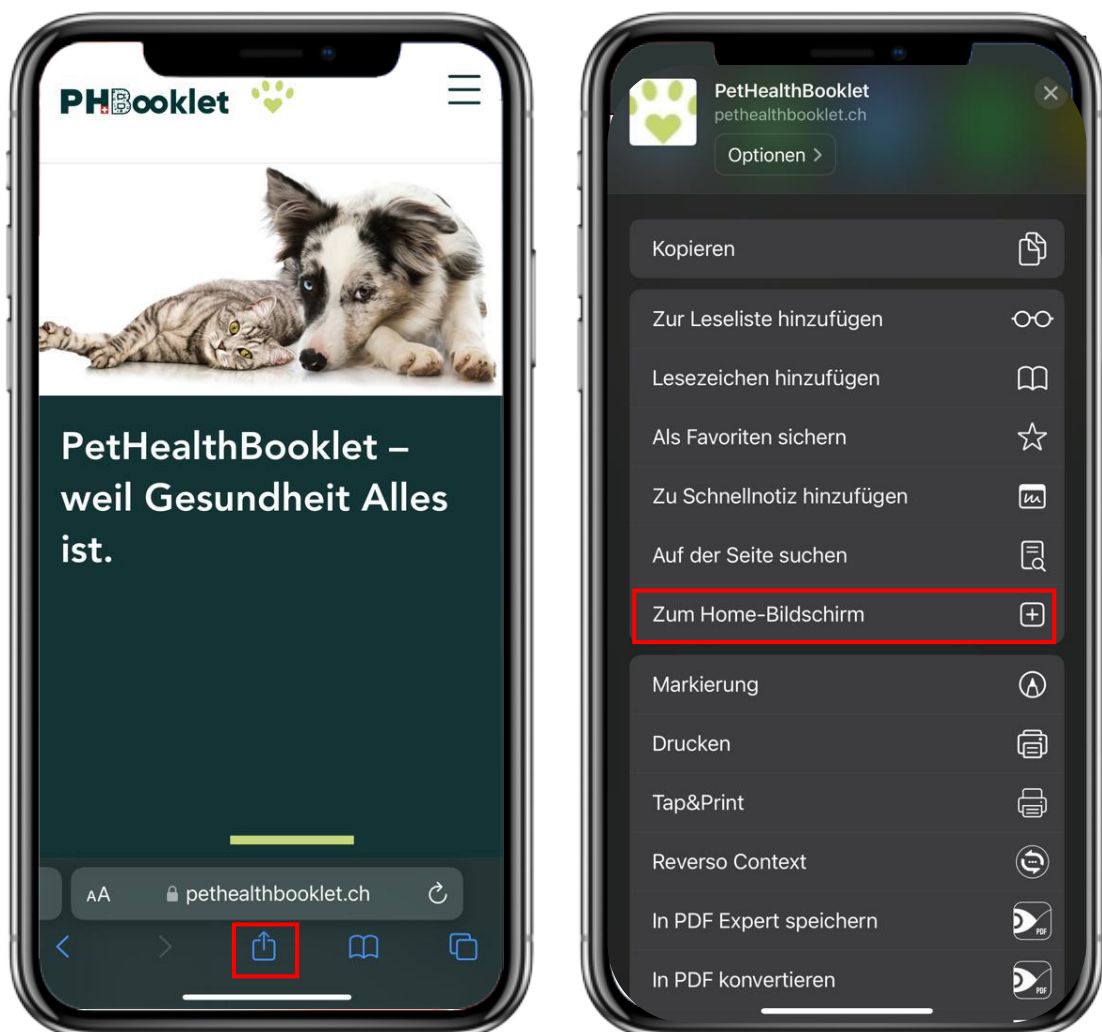 PHBooklet
PetHealthBooklet –
weil Gesundheit Alles
ist.
AA pethealthbooklet.ch
PetHealthBooklet
pethealthbooklet.ch
Optionen >
Kopieren
Zur Leseliste hinzufügen
Lesezeichen hinzufügen
Als Favoriten sichern
Zu Schnellnotiz hinzufügen
Auf der Seite suchen
Zum Home-Bildschirm
Markierung
Drucken
Tap&Print
Reverso Context
In PDF Expert speichern
PDF
In PDF konvertieren
PDF